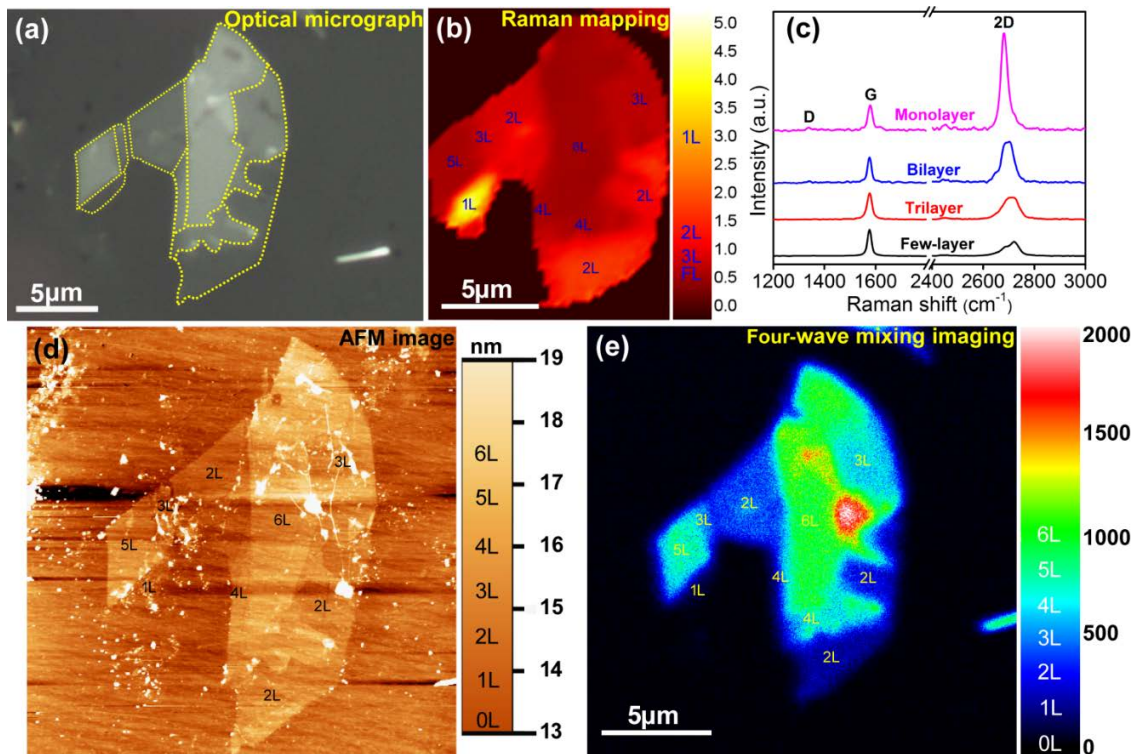 (a)
Optical micrograph
5µm
(b)
Raman mapping
3L
2L
3L
5L
6L
1L
2L
4L
4L
2L
5µm
5.0
4.5
4.0
3.5
1L
3.0
2.5
2.0
1.5
2L
1.0
3L
FL
0.5
0.0
(c)
2D
G
D
Monolayer
Bilayer
Trilayer
Few-layer
Intensity (a.u.)
1200 1400 1600 2400 2600 2800 3000
Raman shift (cm⁻¹)
(d)
AFM image
3L
2L
3L
6L
5L
1L
4L
2L
2L
nm
19
18
6L
17
5L
4L
16
3L
15
2L
14
1L
0L
13
(e)
Four-wave mixing imaging
3L
2L
3L
6L
5L
4L
2L
1L
4L
2L
5µm
2000
1500
6L
1000
5L
4L
3L
500
2L
1L
0L
0